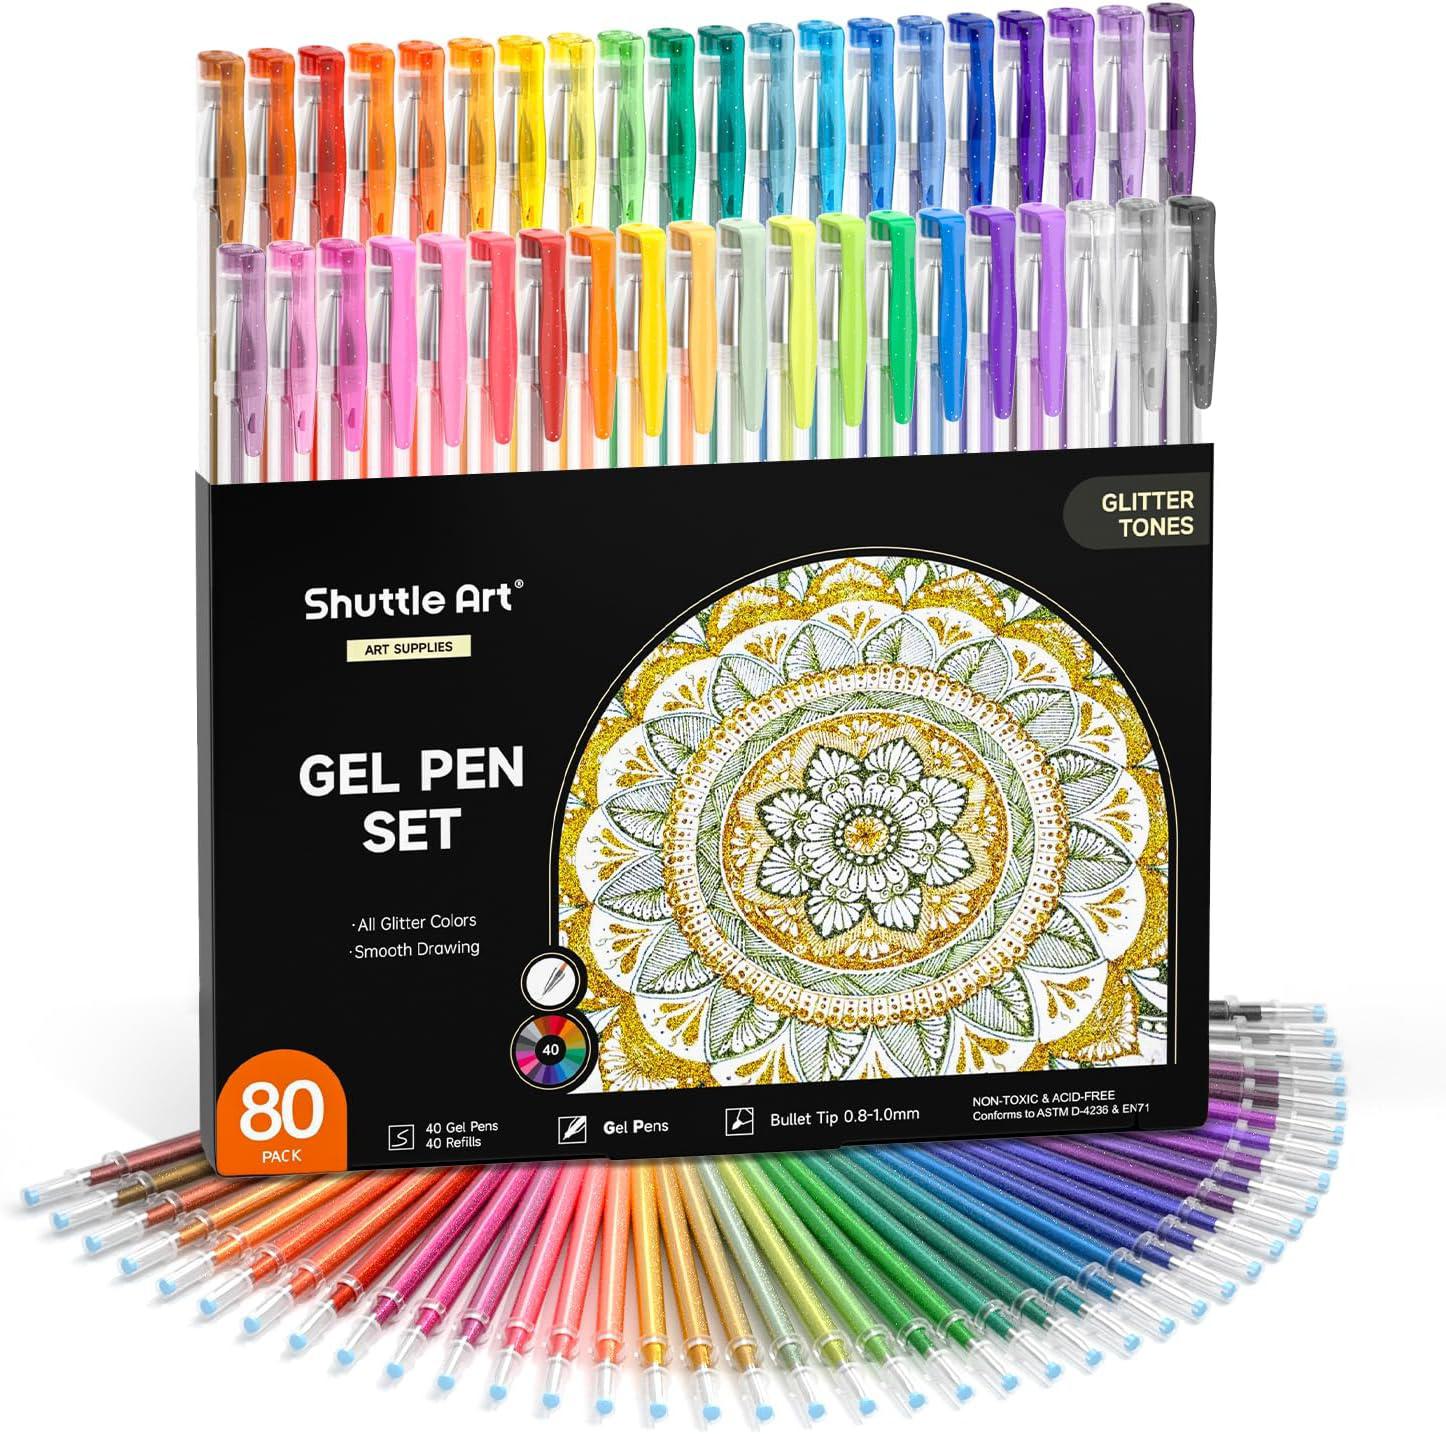 GLITTER
TONES
Shuttle Art®
ART SUPPLIES
GEL PEN
SET
·All Glitter Colors
·Smooth Drawing
40
80
PACK
40 Gel Pens
40 Refills
Gel Pens
Bullet Tip 0.8-1.0mm
NON-TOXIC & ACID-FREE
Conforms to ASTM D-4236 & EN71